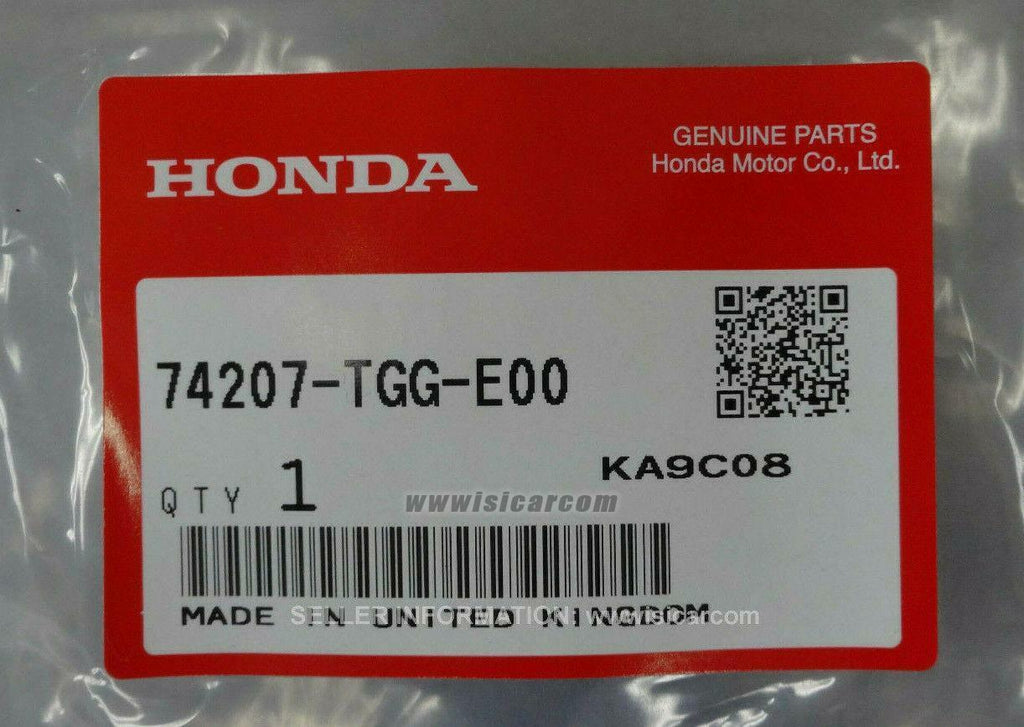 HONDA
GENUINE PARTS
Honda Motor Co., Ltd.
74207-TGG-E00
KA9C08
QTY 1
wwwisicarcom
MADE IN UNITED KINGDOM
SELLER INFORMATION: wwwisicarcom